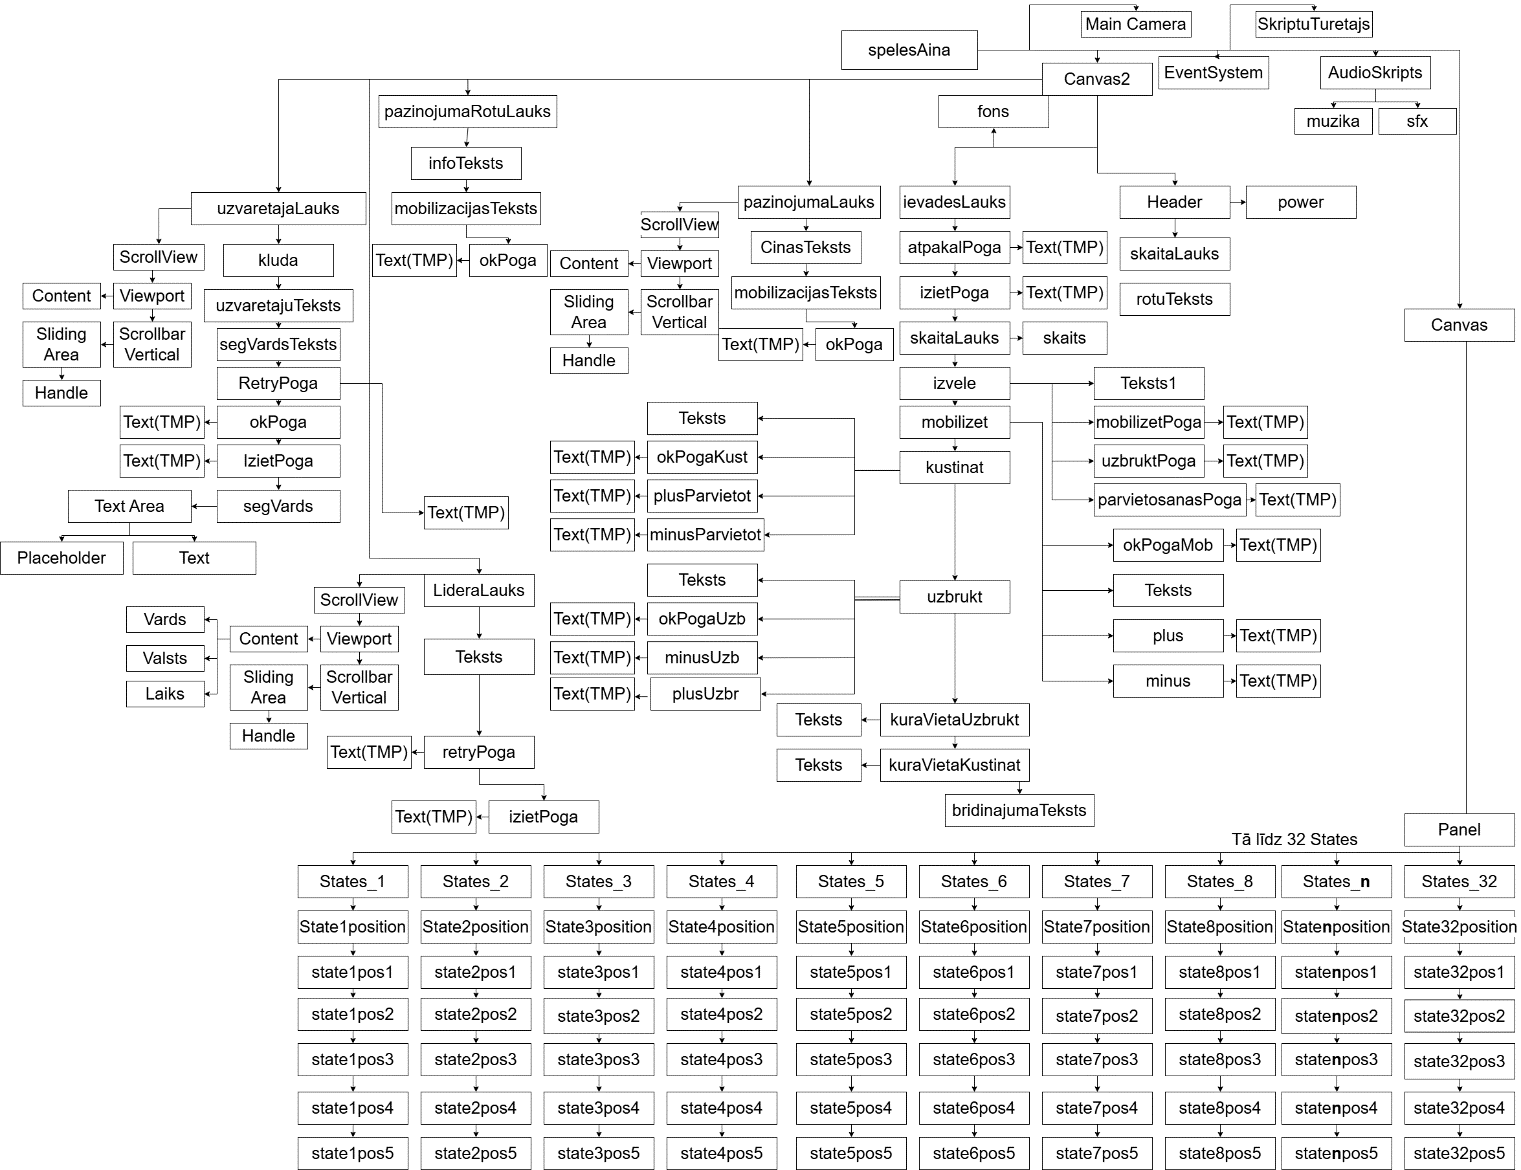 Main Camera
SkriptuTuretajs
spelesAina
Canvas2
EventSystem
AudioSkripts
pazinojumaRotuLauks
fons
muzika
sfx
infoTeksts
uzvaretajaLauks
mobilizacijasTeksts
pazinojumaLauks
ievadesLauks
Header
power
ScrollView
CinasTeksts
atpakalPoga
Text(TMP)
skaitaLauks
ScrollView
kluda
Text(TMP)
okPoga
Content
Viewport
Content
Viewport
uzvaretajuTeksts
mobilizacijasTeksts
izietPoga
Text(TMP)
rotuTeksts
Sliding
Area
Scrollbar
Vertical
Canvas
Sliding
Area
Scrollbar
Vertical
segVardsTeksts
Text(TMP)
okPoga
skaitaLauks
skaits
Handle
Handle
RetryPoga
izvele
Teksts1
Text(TMP)
okPoga
Teksts
mobilizet
mobilizetPoga
Text(TMP)
Text(TMP)
IzietPoga
Text(TMP)
okPogaKust
kustinat
uzbruktPoga
Text(TMP)
Text Area
segVards
Text(TMP)
Text(TMP)
plusParvietot
parvietosanasPoga
Text(TMP)
Text(TMP)
minusParvietot
okPogaMob
Text(TMP)
Placeholder
Text
LideraLauks
Teksts
uzbrukt
Teksts
ScrollView
Vards
Text(TMP)
okPogaUzb
Content
Viewport
plus
Text(TMP)
Valsts
Teksts
Text(TMP)
minusUzb
Laiks
Sliding
Area
Scrollbar
Vertical
Text(TMP)
plusUzbr
minus
Text(TMP)
Handle
Teksts
kuraVietaUzbrukt
Text(TMP)
retryPoga
Teksts
kuraVietaKustinat
Text(TMP)
izietPoga
bridinajumaTeksts
Panel
Tā līdz 32 States
States_1
States_2
States_3
States_4
States_5
States_6
States_7
States_8
States_n
States_32
State1position
State2position
State3position
State4position
State5position
State6position
State7position
State8position
Statenposition
State32position
state1pos1
state2pos1
state3pos1
state4pos1
state5pos1
state6pos1
state7pos1
state8pos1
statenpos1
state32pos1
state1pos2
state2pos2
state3pos2
state4pos2
state5pos2
state6pos2
state7pos2
state8pos2
statenpos2
state32pos2
state1pos3
state2pos3
state3pos3
state4pos3
state5pos3
state6pos3
state7pos3
state8pos3
statenpos3
state32pos3
state1pos4
state2pos4
state3pos4
state4pos4
state5pos4
state6pos4
state7pos4
state8pos4
statenpos4
state32pos4
state1pos5
state2pos5
state3pos5
state4pos5
state5pos5
state6pos5
state7pos5
state8pos5
statenpos5
state32pos5